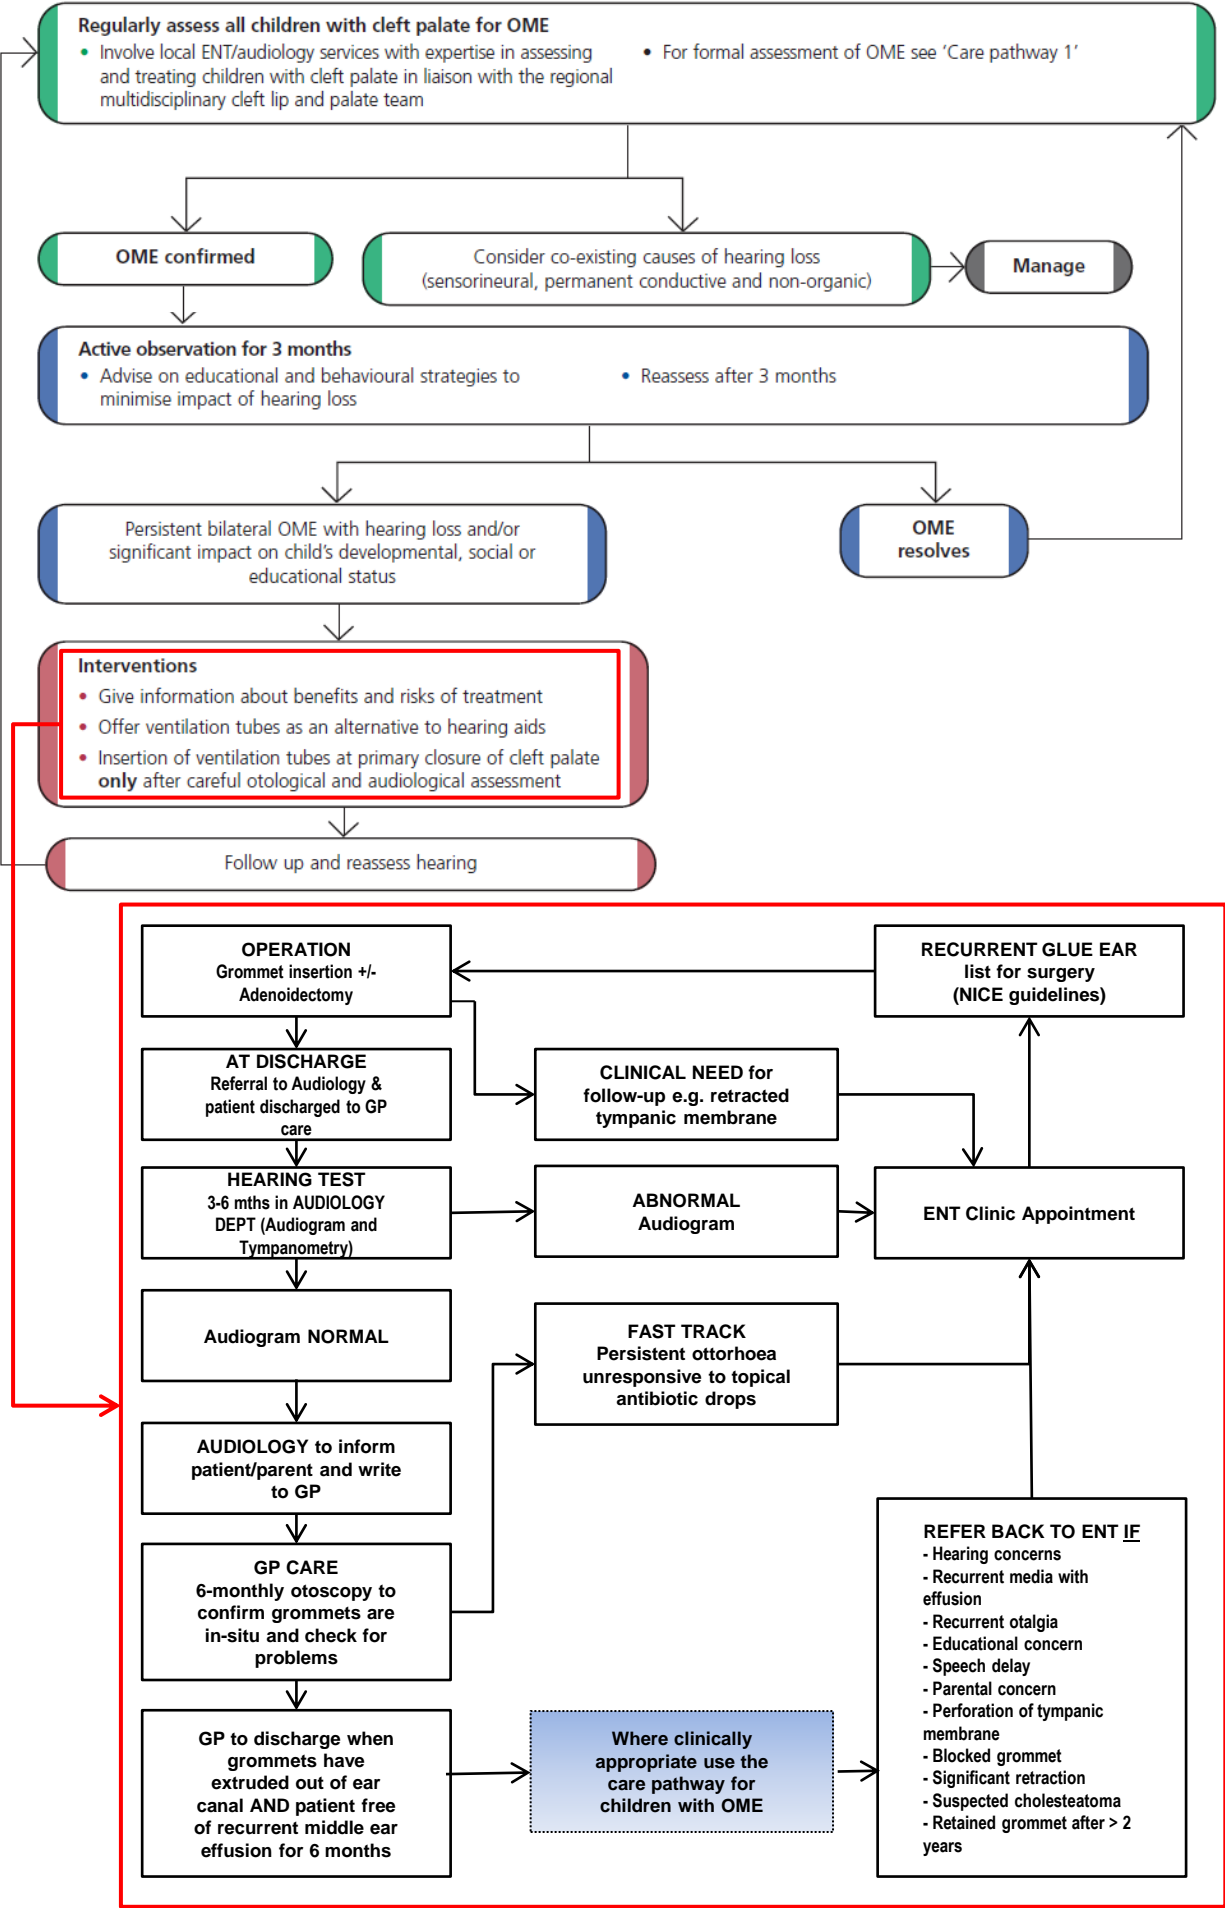 Regularly assess all children with cleft palate for OME
• Involve local ENT/audiology services with expertise in assessing
and treating children with cleft palate in liaison with the regional
multidisciplinary cleft lip and palate team
• For formal assessment of OME see 'Care pathway 1'
OME confirmed
Consider co-existing causes of hearing loss
(sensorineural, permanent conductive and non-organic)
Manage
Active observation for 3 months
• Advise on educational and behavioural strategies to
minimise impact of hearing loss
• Reassess after 3 months
Persistent bilateral OME with hearing loss and/or
significant impact on child's developmental, social or
educational status
OME
resolves
Interventions
• Give information about benefits and risks of treatment
• Offer ventilation tubes as an alternative to hearing aids
• Insertion of ventilation tubes at primary closure of cleft palate
only after careful otological and audiological assessment
Follow up and reassess hearing
OPERATION
Grommet insertion +/-
Adenoidectomy
RECURRENT GLUE EAR
list for surgery
(NICE guidelines)
AT DISCHARGE
Referral to Audiology &
patient discharged to GP
care
CLINICAL NEED for
follow-up e.g. retracted
tympanic membrane
HEARING TEST
3-6 mths in AUDIOLOGY
DEPT (Audiogram and
Tympanometry)
ABNORMAL
Audiogram
ENT Clinic Appointment
Audiogram NORMAL
FAST TRACK
Persistent ottorhoea
unresponsive to topical
antibiotic drops
AUDIOLOGY to inform
patient/parent and write
to GP
GP CARE
6-monthly otoscopy to
confirm grommets are
in-situ and check for
problems
GP to discharge when
grommets have
extruded out of ear
canal AND patient free
of recurrent middle ear
effusion for 6 months
Where clinically
appropriate use the
care pathway for
children with OME
REFER BACK TO ENT IF
- Hearing concerns
- Recurrent media with
effusion
- Recurrent otalgia
- Educational concern
- Speech delay
- Parental concern
- Perforation of tympanic
membrane
- Blocked grommet
- Significant retraction
- Suspected cholesteatoma
- Retained grommet after > 2
years